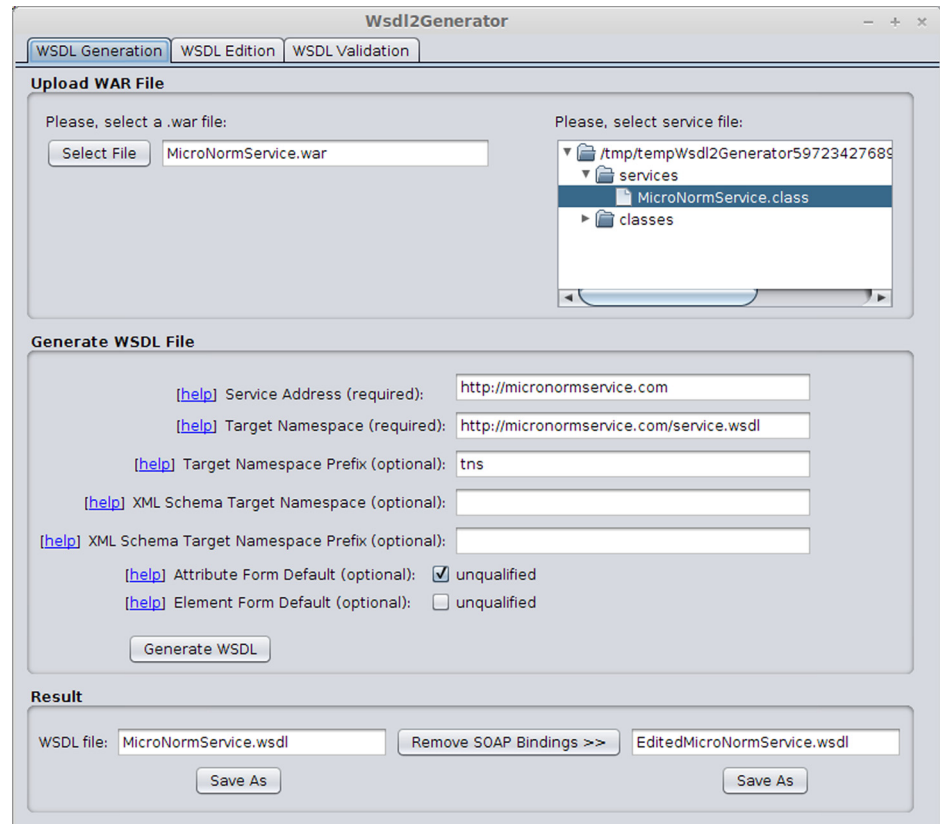 Wsdl2Generator
WSDL Generation
WSDL Edition
WSDL Validation
Upload WAR File
Please, select a .war file:
Select File
MicroNormService.war
Please, select service file:
/tmp/tempWsdl2Generator59723427689
services
MicroNormService.class
classes
Generate WSDL File
[help] Service Address (required):
http://micronormservice.com
[help] Target Namespace (required):
http://micronormservice.com/service.wsdl
[help] Target Namespace Prefix (optional):
tns
[help] XML Schema Target Namespace (optional):
[help] XML Schema Target Namespace Prefix (optional):
[help] Attribute Form Default (optional):
unqualified
[help] Element Form Default (optional):
unqualified
Generate WSDL
Result
WSDL file:
MicroNormService.wsdl
Remove SOAP Bindings >>
EditedMicroNormService.wsdl
Save As
Save As